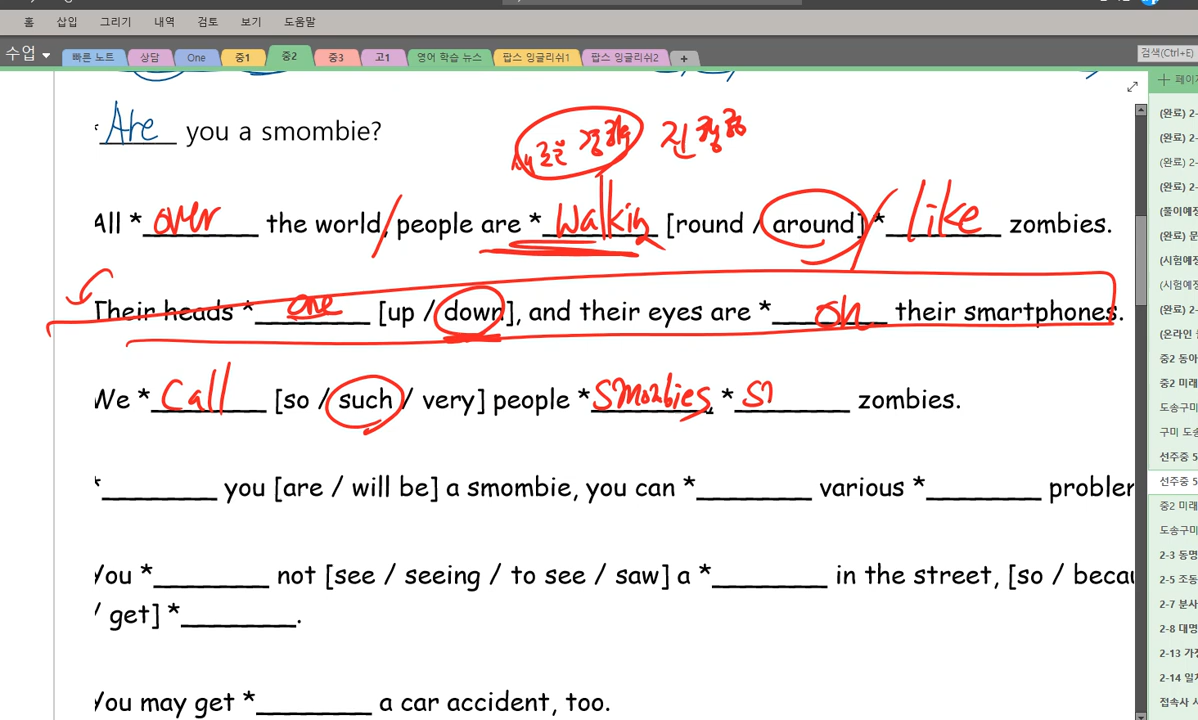 홈 삽입 그리기 내역 검토 보기 도움말
수업 빠른 노트 상담 One 중1 중2 중3 고1 영어 학습 뉴스 팝스 잉글리쉬1 팝스 잉글리쉬2 + 검색(Ctrl+E)
+ 페이지
Are you a smombie?
진행중
All * over the world, people are * walkin [round / around] * like zombies.
Their heads * are [up / down], and their eyes are * on their smartphones.
We * call [so / such / very] people * smombies, * sm zombies.
*________ you [are / will be] a smombie, you can *________ various *________ problem
You *________ not [see / seeing / to see / saw] a *________ in the street, [so / becau
/ get] *________.
You may get *________ a car accident, too.
(완료) 2-
(완료) 2-
(완료) 2-
(완료) 2-
(풀이예정
(완료) 문
(시험예정
(시험예정
(완료) 2-
(온라인
중2 동아
중2 미래
도송구미
구미 도송
선주중 5
선주중 5
중2 미래
도송구미
2-3 동명
2-5 조동
2-7 분사
2-8 대명
2-13 가정
2-14 일치
접속사 시